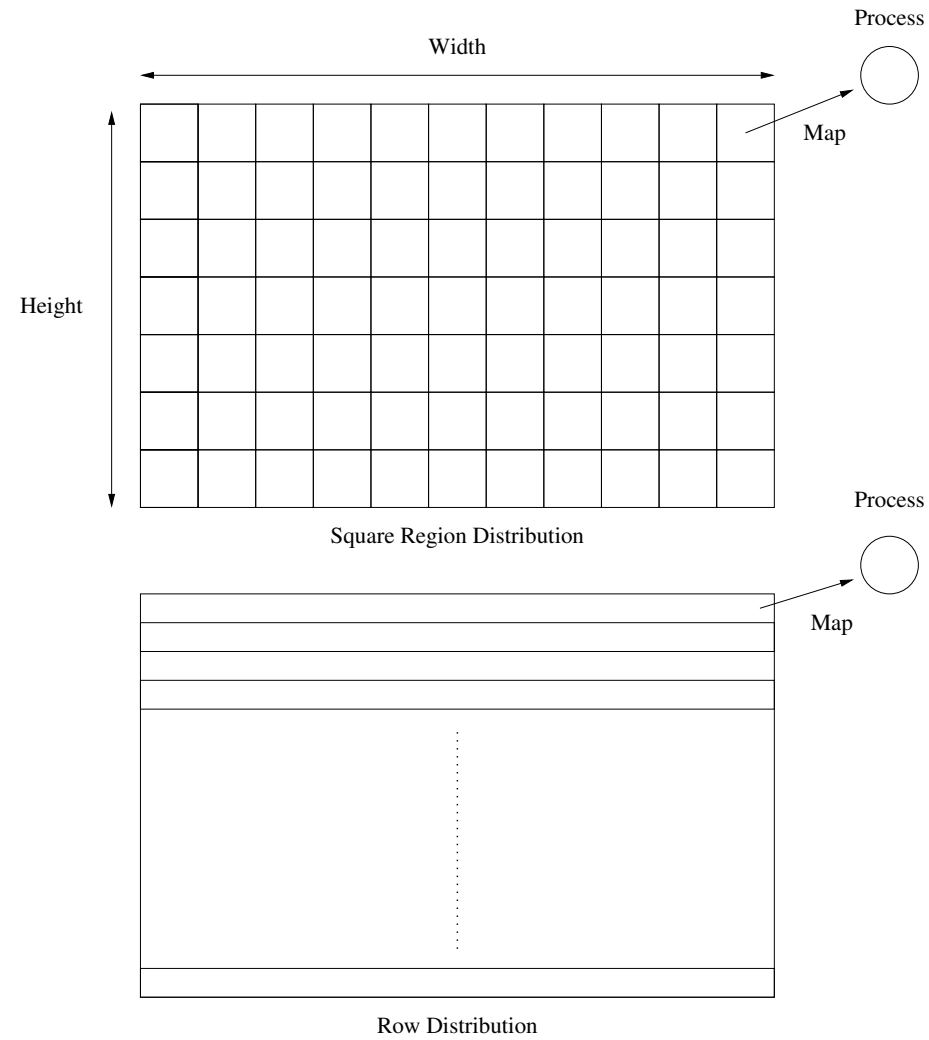 Process
Width
Map
Height
Square Region Distribution
Process
Map
Row Distribution